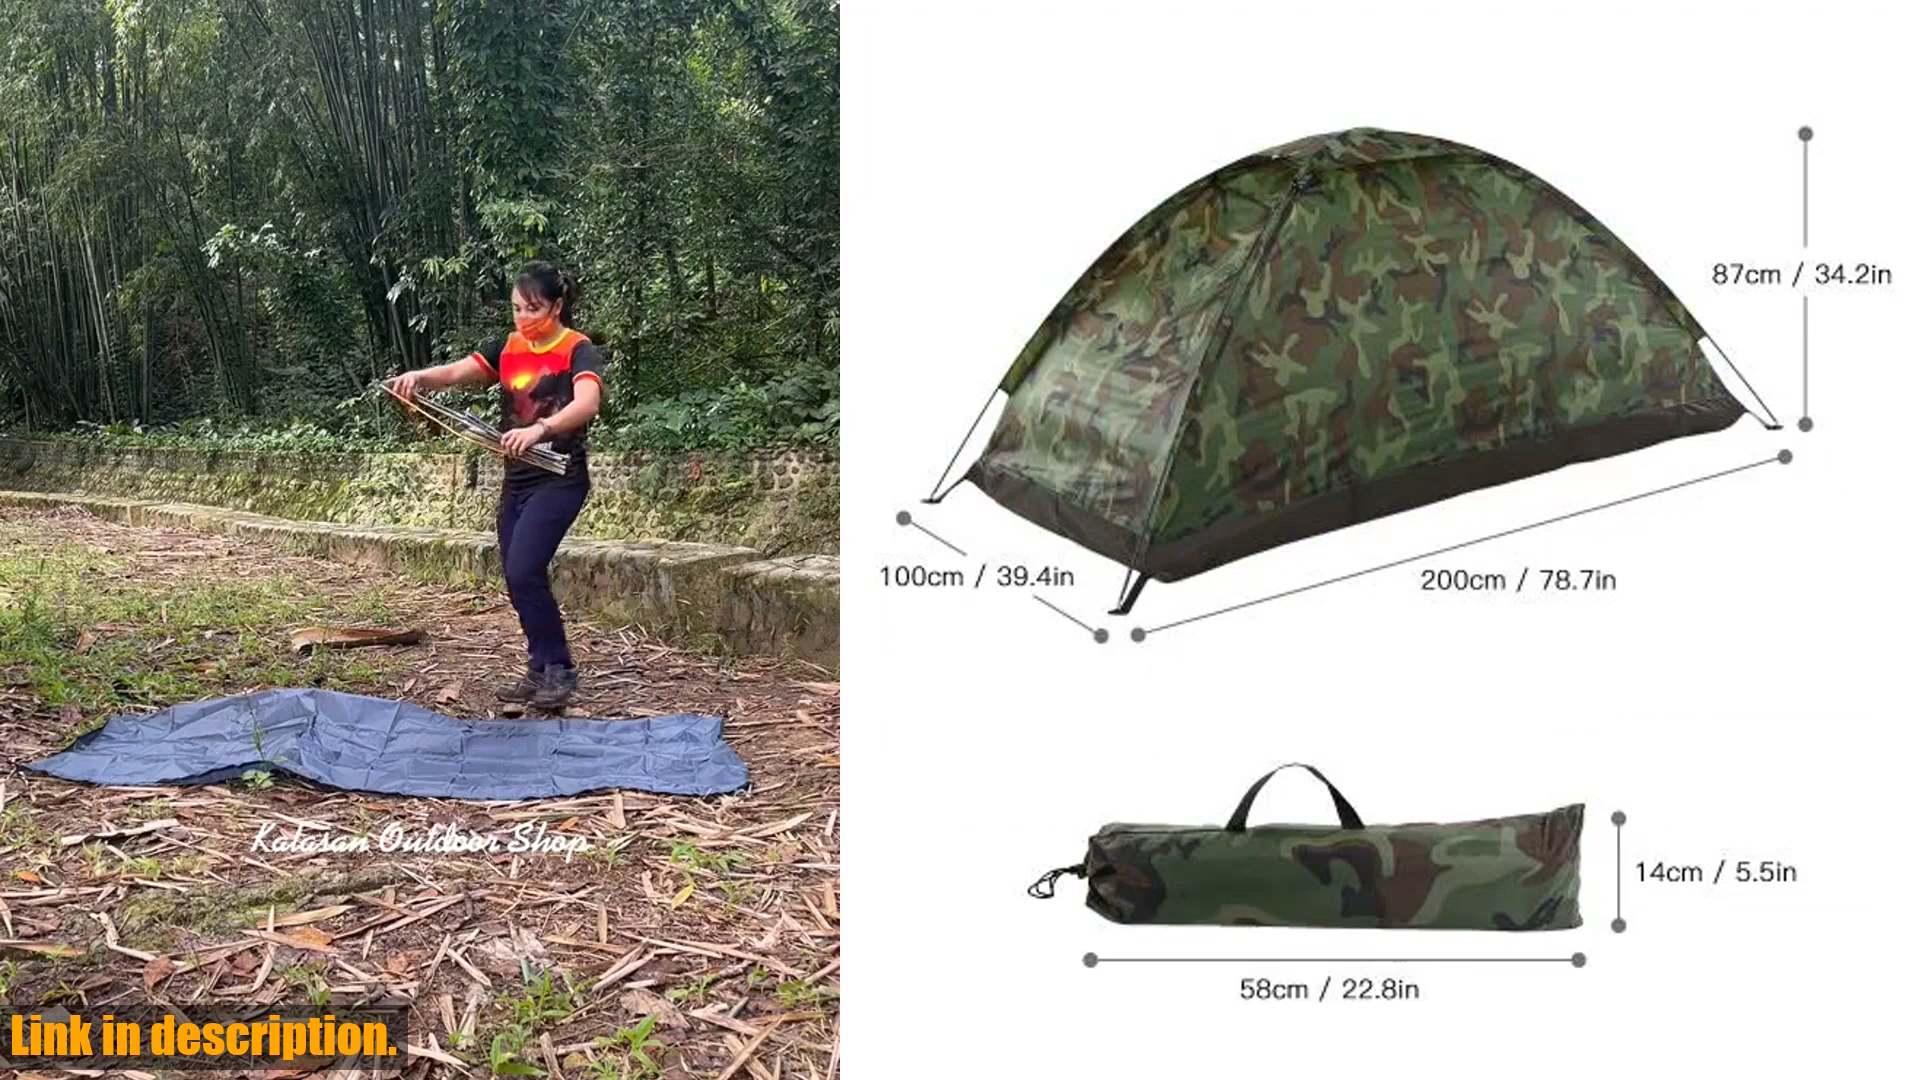 Katasan Outdoor Shop
Link in description.
87cm / 34.2in
100cm / 39.4in
200cm / 78.7in
14cm / 5.5in
58cm / 22.8in